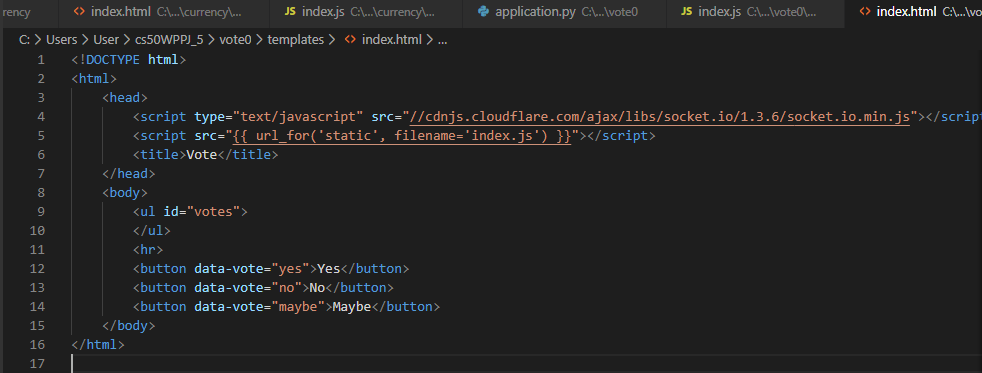 rency index.html C:\...\currency\... JS index.js C:\...\currency\... application.py C:\...\vote0 JS index.js C:\...\vote0\... index.html C:\...\vo
C: > Users > User > cs50WPPJ_5 > vote0 > templates > <> index.html > ...
1 <!DOCTYPE html>
2 <html>
3 <head>
4 <script type="text/javascript" src="//cdnjs.cloudflare.com/ajax/libs/socket.io/1.3.6/socket.io.min.js"></script
5 <script src="{{ url_for('static', filename='index.js') }}"></script>
6 <title>Vote</title>
7 </head>
8 <body>
9 <ul id="votes">
10 </ul>
11 <hr>
12 <button data-vote="yes">Yes</button>
13 <button data-vote="no">No</button>
14 <button data-vote="maybe">Maybe</button>
15 </body>
16 </html>
17